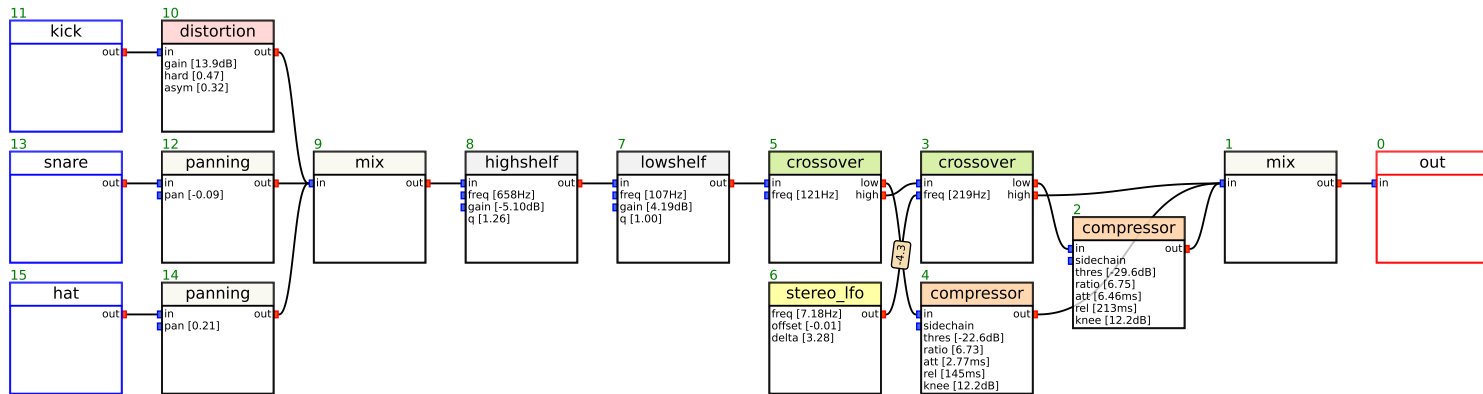 11
kick
out
10
distortion
in out
gain [13.9dB]
hard [0.47]
asym [0.32]
13
snare
out
12
panning
in out
pan [-0.09]
15
hat
out
14
panning
in out
pan [0.21]
9
mix
in out
8
highshelf
in out
freq [658Hz]
gain [-5.10dB]
q [1.26]
7
lowshelf
in out
freq [107Hz]
gain [4.19dB]
q [1.00]
5
crossover
in low
freq [121Hz] high
6
stereo_lfo
freq [7.18Hz] out
offset [-0.01]
delta [3.28]
-4.3
3
crossover
in low
freq [219Hz] high
4
compressor
in out
sidechain
thres [-22.6dB]
ratio [6.73]
att [2.77ms]
rel [145ms]
knee [12.2dB]
2
compressor
in out
sidechain
thres [-29.6dB]
ratio [6.75]
att [6.46ms]
rel [213ms]
knee [12.2dB]
1
mix
in out
0
out
in